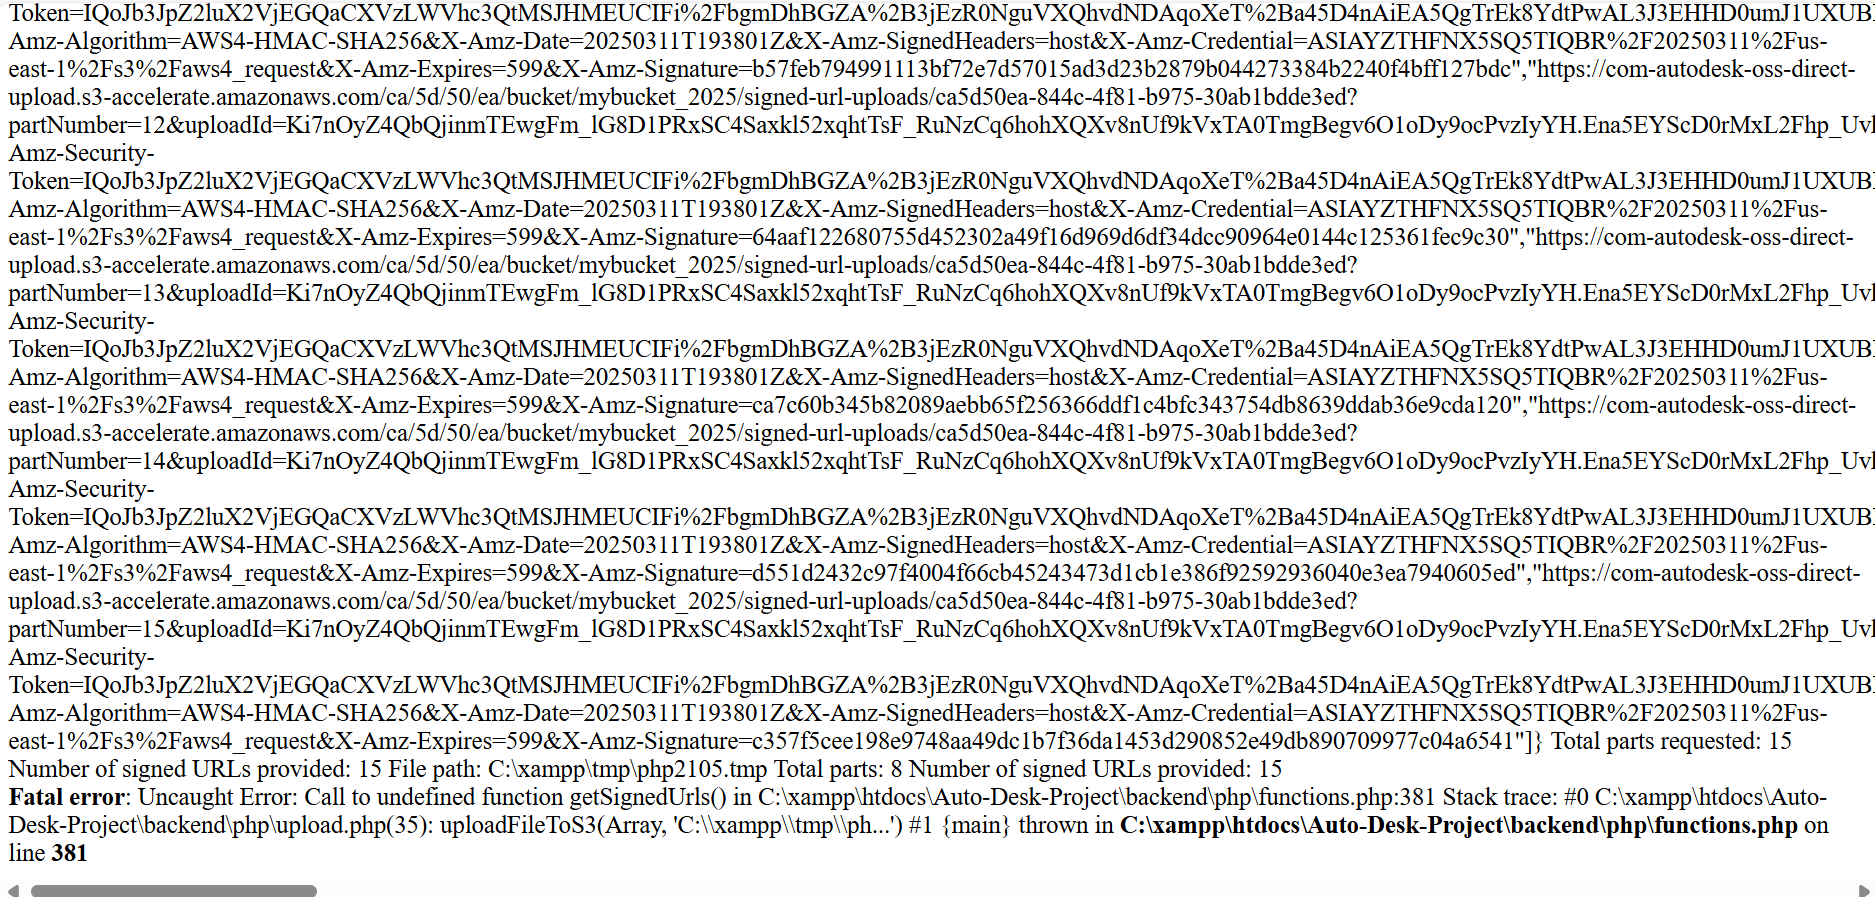 Token=IQoJb3JpZ2luX2VjEGQaCXVzLWVhc3QtMSJHMEUCIFi%2FbgmDhBGZA%2B3jEzR0NguVXQhvdNDAqoXeT%2Ba45D4nAiEA5QgTrEk8YdtPwAL3J3EHHD0umJ1UXUB
Amz-Algorithm=AWS4-HMAC-SHA256&X-Amz-Date=20250311T193801Z&X-Amz-SignedHeaders=host&X-Amz-Credential=ASIAYZTHFNX5SQ5TIQBR%2F20250311%2Fus-
east-1%2Fs3%2Faws4_request&X-Amz-Expires=599&X-Amz-Signature=b57feb794991113bf72e7d57015ad3d23b2879b044273384b2240f4bff127bdc","https://com-autodesk-oss-direct-
upload.s3-accelerate.amazonaws.com/ca/5d/50/ea/bucket/mybucket_2025/signed-url-uploads/ca5d50ea-844c-4f81-b975-30ab1bdde3ed?
partNumber=12&uploadId=Ki7nOyZ4QbQjinmTEwgFm_lG8D1PRxSC4Saxkl52xqhtTsF_RuNzCq6hohXQXv8nUf9kVxTA0TmgBegv6O1oDy9ocPvzIyYH.Ena5EYScD0rMxL2Fhp_Uvl
Amz-Security-
Token=IQoJb3JpZ2luX2VjEGQaCXVzLWVhc3QtMSJHMEUCIFi%2FbgmDhBGZA%2B3jEzR0NguVXQhvdNDAqoXeT%2Ba45D4nAiEA5QgTrEk8YdtPwAL3J3EHHD0umJ1UXUB
Amz-Algorithm=AWS4-HMAC-SHA256&X-Amz-Date=20250311T193801Z&X-Amz-SignedHeaders=host&X-Amz-Credential=ASIAYZTHFNX5SQ5TIQBR%2F20250311%2Fus-
east-1%2Fs3%2Faws4_request&X-Amz-Expires=599&X-Amz-Signature=64aaf122680755d452302a49f16d969d6df34dcc90964e0144c125361fec9c30","https://com-autodesk-oss-direct-
upload.s3-accelerate.amazonaws.com/ca/5d/50/ea/bucket/mybucket_2025/signed-url-uploads/ca5d50ea-844c-4f81-b975-30ab1bdde3ed?
partNumber=13&uploadId=Ki7nOyZ4QbQjinmTEwgFm_lG8D1PRxSC4Saxkl52xqhtTsF_RuNzCq6hohXQXv8nUf9kVxTA0TmgBegv6O1oDy9ocPvzIyYH.Ena5EYScD0rMxL2Fhp_Uvl
Amz-Security-
Token=IQoJb3JpZ2luX2VjEGQaCXVzLWVhc3QtMSJHMEUCIFi%2FbgmDhBGZA%2B3jEzR0NguVXQhvdNDAqoXeT%2Ba45D4nAiEA5QgTrEk8YdtPwAL3J3EHHD0umJ1UXUB
Amz-Algorithm=AWS4-HMAC-SHA256&X-Amz-Date=20250311T193801Z&X-Amz-SignedHeaders=host&X-Amz-Credential=ASIAYZTHFNX5SQ5TIQBR%2F20250311%2Fus-
east-1%2Fs3%2Faws4_request&X-Amz-Expires=599&X-Amz-Signature=ca7c60b345b82089aebb65f256366ddf1c4bfc343754db8639ddab36e9cda120","https://com-autodesk-oss-direct-
upload.s3-accelerate.amazonaws.com/ca/5d/50/ea/bucket/mybucket_2025/signed-url-uploads/ca5d50ea-844c-4f81-b975-30ab1bdde3ed?
partNumber=14&uploadId=Ki7nOyZ4QbQjinmTEwgFm_lG8D1PRxSC4Saxkl52xqhtTsF_RuNzCq6hohXQXv8nUf9kVxTA0TmgBegv6O1oDy9ocPvzIyYH.Ena5EYScD0rMxL2Fhp_Uvl
Amz-Security-
Token=IQoJb3JpZ2luX2VjEGQaCXVzLWVhc3QtMSJHMEUCIFi%2FbgmDhBGZA%2B3jEzR0NguVXQhvdNDAqoXeT%2Ba45D4nAiEA5QgTrEk8YdtPwAL3J3EHHD0umJ1UXUB
Amz-Algorithm=AWS4-HMAC-SHA256&X-Amz-Date=20250311T193801Z&X-Amz-SignedHeaders=host&X-Amz-Credential=ASIAYZTHFNX5SQ5TIQBR%2F20250311%2Fus-
east-1%2Fs3%2Faws4_request&X-Amz-Expires=599&X-Amz-Signature=d551d2432c97f4004f66cb45243473d1cb1e386f92592936040e3ea7940605ed","https://com-autodesk-oss-direct-
upload.s3-accelerate.amazonaws.com/ca/5d/50/ea/bucket/mybucket_2025/signed-url-uploads/ca5d50ea-844c-4f81-b975-30ab1bdde3ed?
partNumber=15&uploadId=Ki7nOyZ4QbQjinmTEwgFm_lG8D1PRxSC4Saxkl52xqhtTsF_RuNzCq6hohXQXv8nUf9kVxTA0TmgBegv6O1oDy9ocPvzIyYH.Ena5EYScD0rMxL2Fhp_Uvl
Amz-Security-
Token=IQoJb3JpZ2luX2VjEGQaCXVzLWVhc3QtMSJHMEUCIFi%2FbgmDhBGZA%2B3jEzR0NguVXQhvdNDAqoXeT%2Ba45D4nAiEA5QgTrEk8YdtPwAL3J3EHHD0umJ1UXUB
Amz-Algorithm=AWS4-HMAC-SHA256&X-Amz-Date=20250311T193801Z&X-Amz-SignedHeaders=host&X-Amz-Credential=ASIAYZTHFNX5SQ5TIQBR%2F20250311%2Fus-
east-1%2Fs3%2Faws4_request&X-Amz-Expires=599&X-Amz-Signature=c357f5cee198e9748aa49dc1b7f36da1453d290852e49db890709977c04a6541"]} Total parts requested: 15
Number of signed URLs provided: 15 File path: C:\xampp\tmp\php2105.tmp Total parts: 8 Number of signed URLs provided: 15
Fatal error: Uncaught Error: Call to undefined function getSignedUrls() in C:\xampp\htdocs\Auto-Desk-Project\backend\php\functions.php:381 Stack trace: #0 C:\xampp\htdocs\Auto-
Desk-Project\backend\php\upload.php(35): uploadFileToS3(Array, 'C:\\xampp\\tmp\\ph...') #1 {main} thrown in C:\xampp\htdocs\Auto-Desk-Project\backend\php\functions.php on
line 381